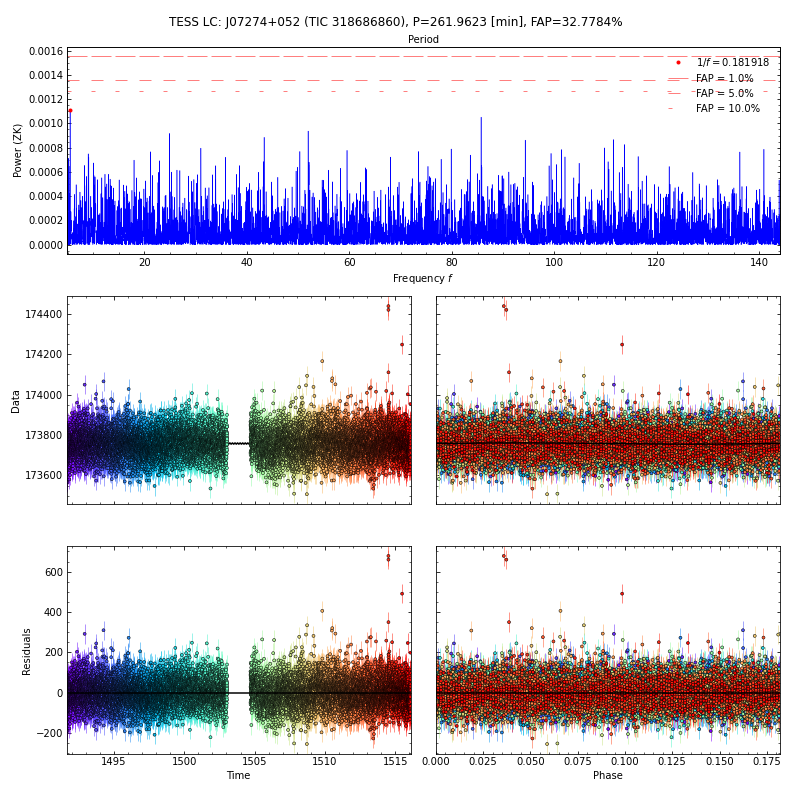 TESS LC: J07274+052 (TIC 318686860), P=261.9623 [min], FAP=32.7784%
Period
Power (ZK)
0.0016
0.0014
0.0012
0.0010
0.0008
0.0006
0.0004
0.0002
0.0000
1/f = 0.181918
FAP = 1.0%
FAP = 5.0%
FAP = 10.0%
20 40 60 80 100 120 140
Frequency f
Data
174400
174200
174000
173800
173600
Residuals
600
400
200
0
−200
1495 1500 1505 1510 1515
Time
0.000 0.025 0.050 0.075 0.100 0.125 0.150 0.175
Phase